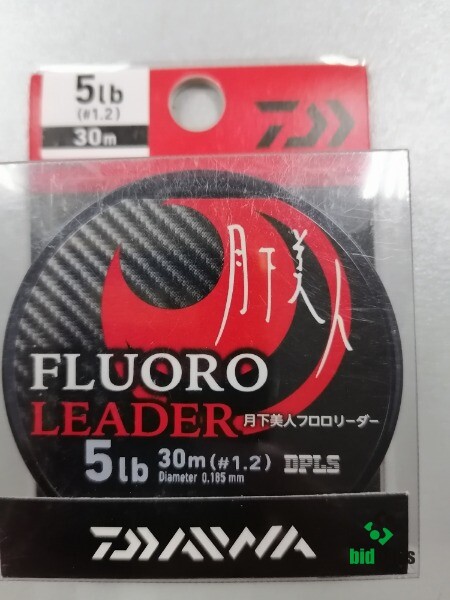 5lb
(#1.2)
30m
月下美人
FLUORO
LEADER
月下美人フロロリーダー
5lb 30m(#1.2) DPLS
Diameter 0.185 mm
DAIWA
bid